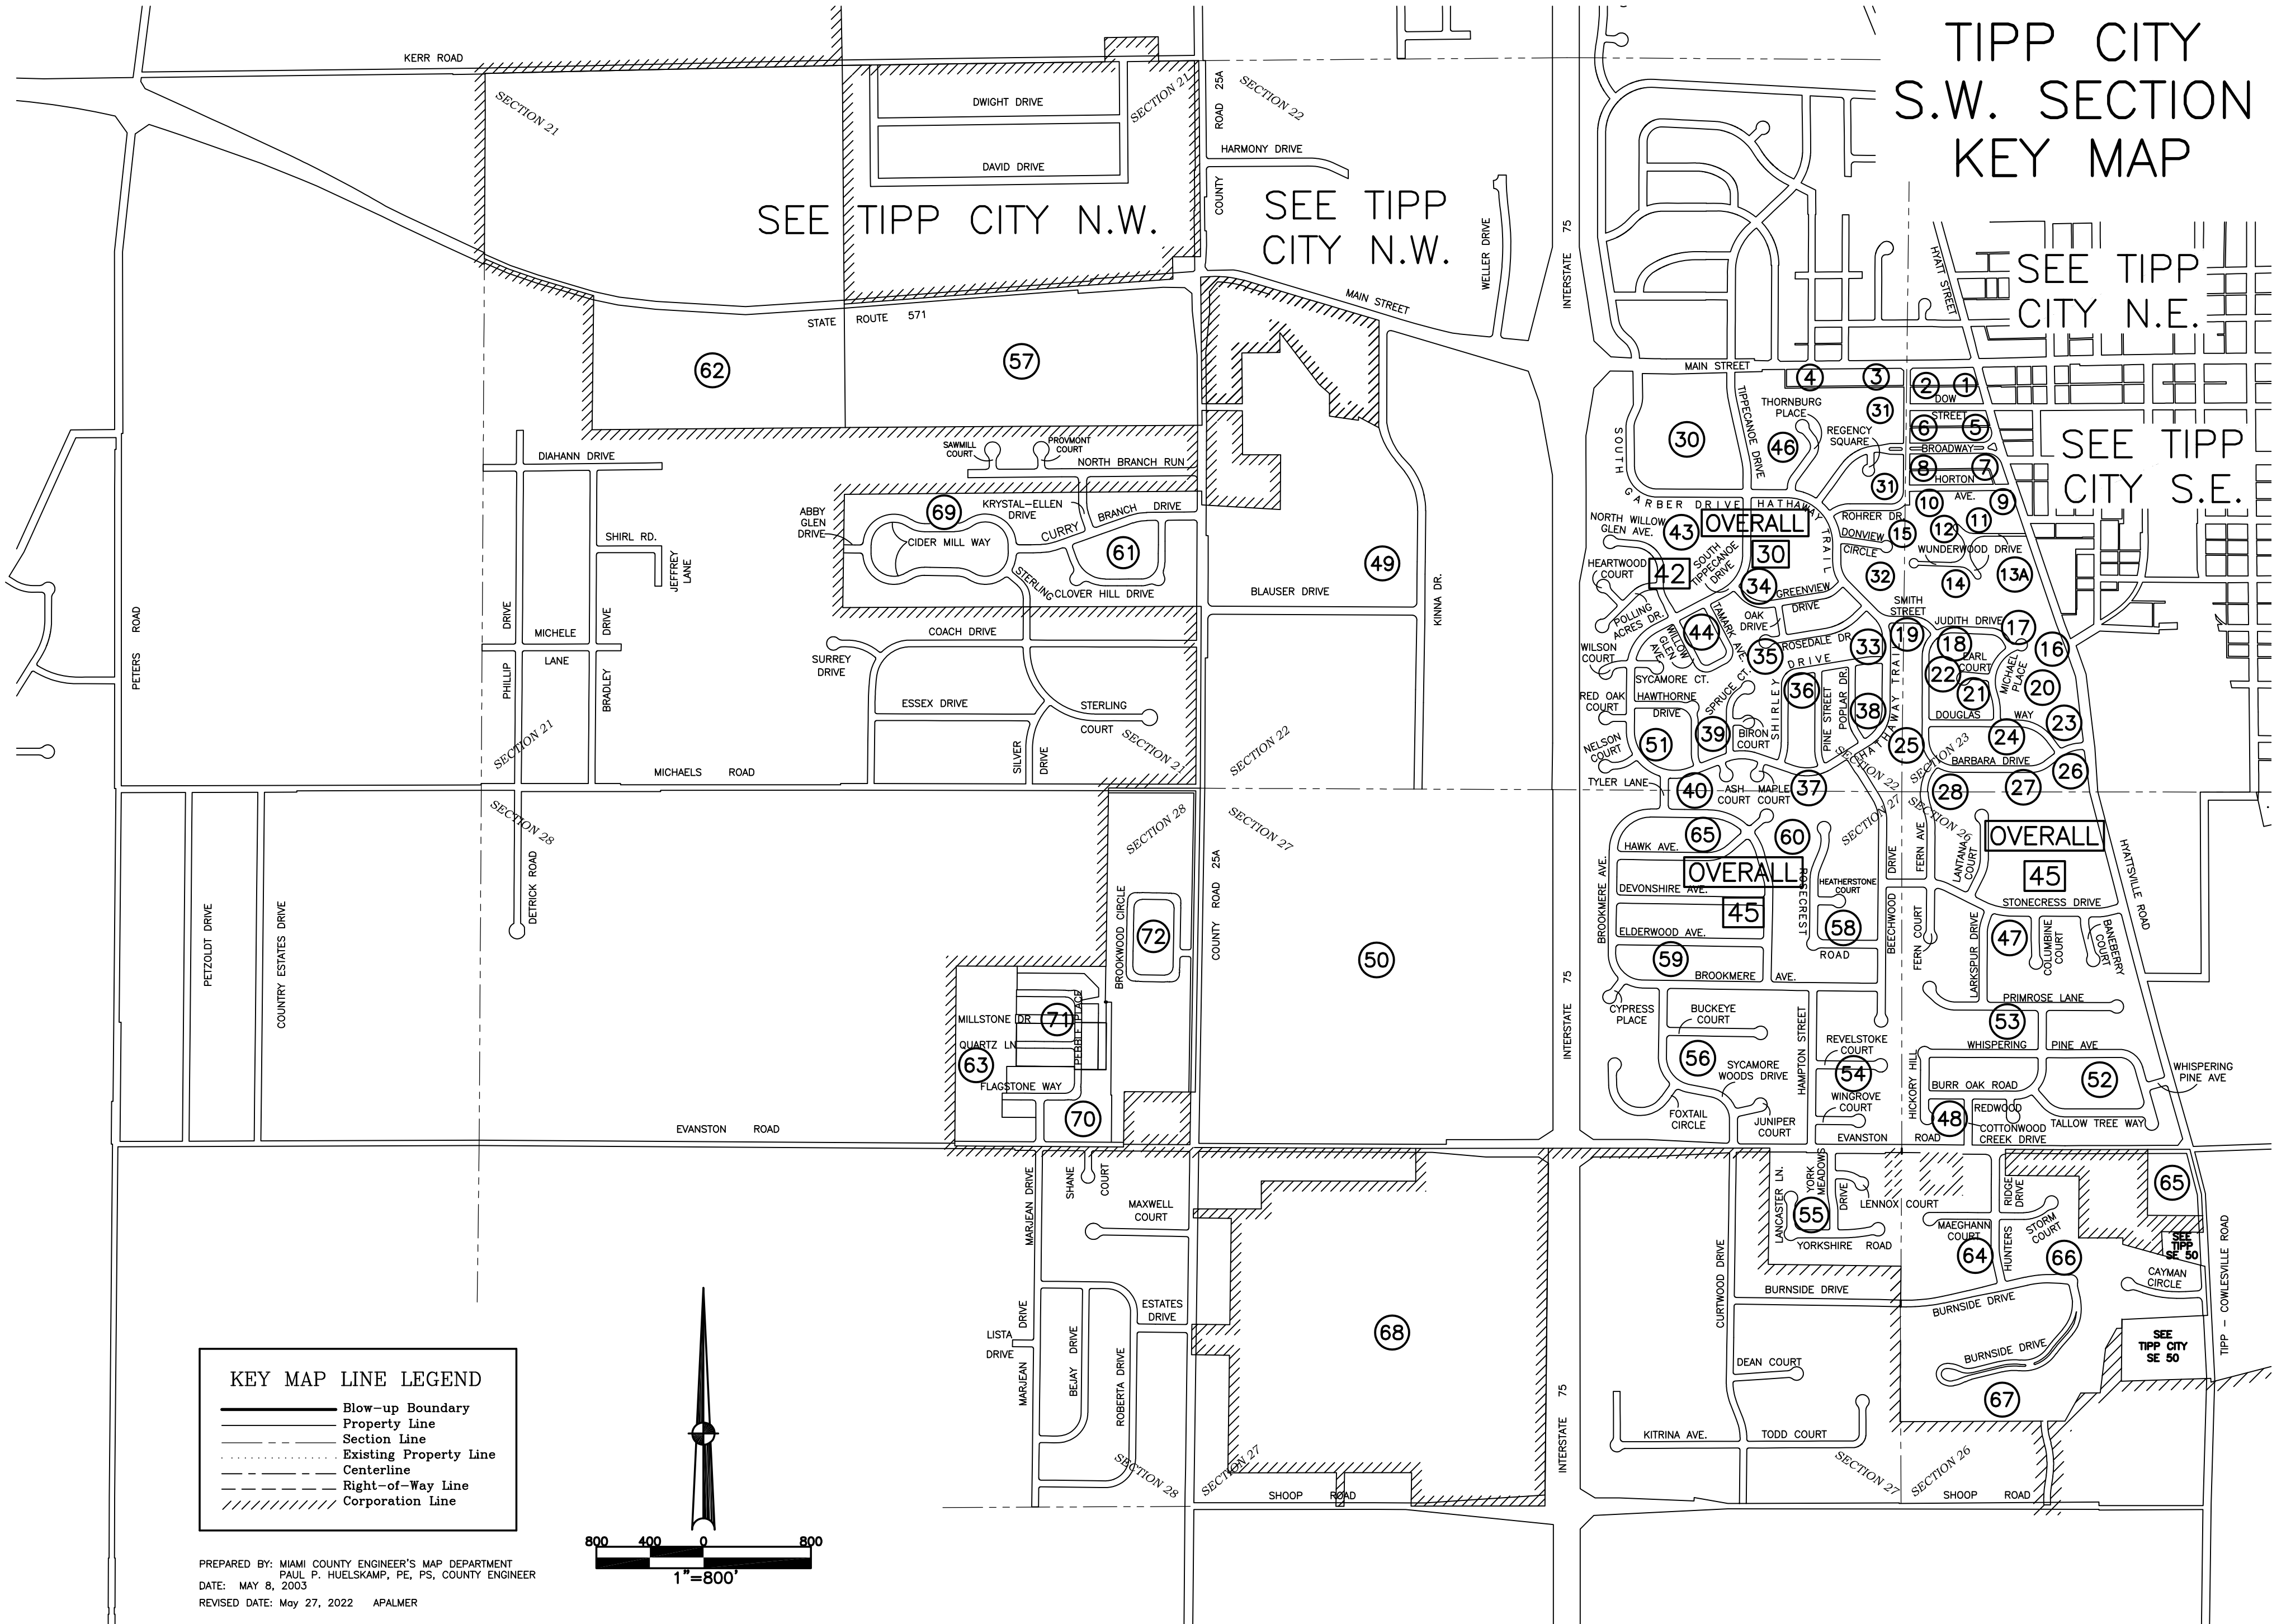 TIPP CITY
S.W. SECTION
KEY MAP
KERR ROAD
SECTION 21
DWIGHT DRIVE
DAVID DRIVE
SECTION 21
COUNTY ROAD 25A
SECTION 22
HARMONY DRIVE
SEE TIPP CITY N.W.
SEE TIPP
CITY N.W.
WELLER DRIVE
INTERSTATE 75
MAIN STREET
HYATT STREET
SEE TIPP
CITY N.E.
SEE TIPP
CITY S.E.
STATE ROUTE 571
62
57
MAIN STREET
4
3
2
1
DOW
STREET
31
6
5
BROADWAY
8
7
HORTON
AVE.
31
10
9
11
12
15
THORNBURG
PLACE
REGENCY
SQUARE
46
TIPPECANOE DRIVE
30
SOUTH
GARBER DRIVE
HATHAWAY
TRAIL
ROHRER DR.
DONVIEW
CIRCLE
WUNDERWOOD DRIVE
14
13A
32
NORTH WILLOW
GLEN AVE.
43
OVERALL
30
42
HEARTWOOD
COURT
SOUTH
TIPPECANOE
DRIVE
34
GREENVIEW
DRIVE
POLLING
ACRES DR.
WILLOW
GLEN
AVE
44
TAMARK AVE.
OAK
DRIVE
35
ROSEDALE DR.
33
SMITH
STREET
19
JUDITH DRIVE
17
18
16
EARL
COURT
22
21
MICHAEL
PLACE
20
WILSON
COURT
SYCAMORE CT.
RED OAK
COURT
HAWTHORNE
DRIVE
SPRUCE CT.
SHIRLEY
DRIVE
36
PINE STREET
POPLAR DR.
38
HATHAWAY TRAIL
25
DOUGLAS WAY
23
24
BARBARA DRIVE
26
27
28
NELSON
COURT
51
39
BIRON
COURT
TYLER LANE
40
ASH
COURT
MAPLE
COURT
37
SECTION 22
SECTION 23
SECTION 27
SECTION 26
DIAHANN DRIVE
SAWMILL
COURT
PROVMONT
COURT
NORTH BRANCH RUN
SHIRL RD.
JEFFREY
LANE
ABBY
GLEN
DRIVE
69
CIDER MILL WAY
KRYSTAL-ELLEN
DRIVE
CURRY BRANCH DRIVE
61
STERLING
CLOVER HILL DRIVE
49
BLAUSER DRIVE
KINNA DR.
PETERS ROAD
PHILLIP DRIVE
MICHELE
LANE
BRADLEY DRIVE
COACH DRIVE
SURREY
DRIVE
ESSEX DRIVE
STERLING
COURT
SILVER DRIVE
SECTION 21
SECTION 21
SECTION 22
MICHAELS ROAD
SECTION 28
SECTION 28
SECTION 27
DETRICK ROAD
PETZOLDT DRIVE
COUNTRY ESTATES DRIVE
BROOKWOOD CIRCLE
72
COUNTY ROAD 25A
50
MILLSTONE DR
71
PEBBLE PLACE
QUARTZ LN
63
FLAGSTONE WAY
70
EVANSTON ROAD
INTERSTATE 75
65
60
HAWK AVE.
OVERALL
45
DEVONSHIRE AVE.
ELDERWOOD AVE.
59
BROOKMERE AVE.
BROOKMERE AVE.
ROSECREST
ROAD
HEATHERSTONE
COURT
58
BEECHWOOD DRIVE
FERN AVE
FERN COURT
LANTANA
COURT
OVERALL
45
STONECRESS DRIVE
HYATTSVILLE ROAD
LARKSPUR DRIVE
47
COLUMBINE
COURT
BANEBERRY
COURT
PRIMROSE LANE
53
WHISPERING PINE AVE
WHISPERING
PINE AVE
CYPRESS
PLACE
BUCKEYE
COURT
56
SYCAMORE
WOODS DRIVE
HAMPTON STREET
REVELSTOKE
COURT
54
WINGROVE
COURT
HICKORY HILL
BURR OAK ROAD
52
48
REDWOOD
COTTONWOOD
CREEK DRIVE
TALLOW TREE WAY
FOXTAIL
CIRCLE
JUNIPER
COURT
EVANSTON ROAD
MARJEAN DRIVE
SHANE COURT
MAXWELL
COURT
ESTATES
DRIVE
LISTA
DRIVE
MARJEAN DRIVE
BEJAY DRIVE
ROBERTA DRIVE
68
SECTION 28
SECTION 27
SHOOP ROAD
INTERSTATE 75
CURTWOOD DRIVE
LANCASTER LN.
YORK
MEADOWS
DRIVE
55
LENNOX COURT
YORKSHIRE ROAD
BURNSIDE DRIVE
DEAN COURT
KITRINA AVE.
TODD COURT
MAEGHANN
COURT
64
HUNTERS
RIDGE
DRIVE
STORM
COURT
66
65
SEE
TIPP
SE 50
CAYMAN
CIRCLE
TIPP - COWLESVILLE ROAD
BURNSIDE DRIVE
BURNSIDE DRIVE
SEE
TIPP CITY
SE 50
67
SECTION 27
SECTION 26
SHOOP ROAD
KEY MAP LINE LEGEND
Blow-up Boundary
Property Line
Section Line
Existing Property Line
Centerline
Right-of-Way Line
Corporation Line
800 400 0 800
1"=800'
PREPARED BY: MIAMI COUNTY ENGINEER'S MAP DEPARTMENT
PAUL P. HUELSKAMP, PE, PS, COUNTY ENGINEER
DATE: MAY 8, 2003
REVISED DATE: May 27, 2022 APALMER